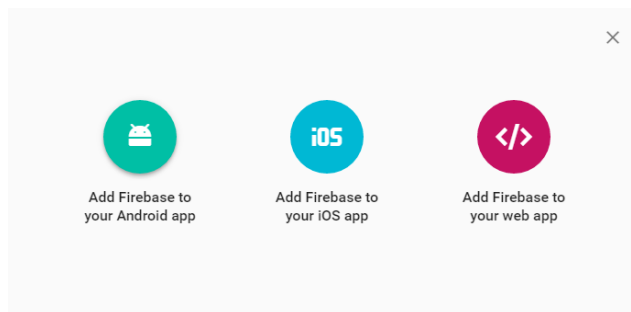 iOS
</>
Add Firebase to
your Android app
Add Firebase to
your iOS app
Add Firebase to
your web app